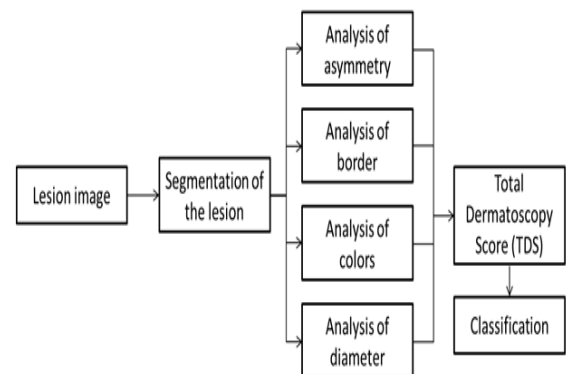 Lesion image
Segmentation of
the lesion
Analysis of
asymmetry
Analysis of
border
Analysis of
colors
Analysis of
diameter
Total
Dermatoscopy
Score (TDS)
Classification